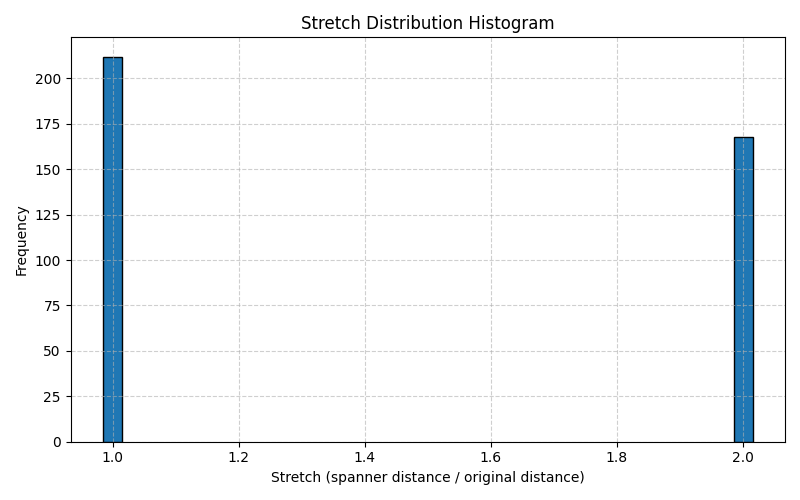 Stretch Distribution Histogram
Frequency
200
175
150
125
100
75
50
25
0
1.0 1.2 1.4 1.6 1.8 2.0
Stretch (spanner distance / original distance)